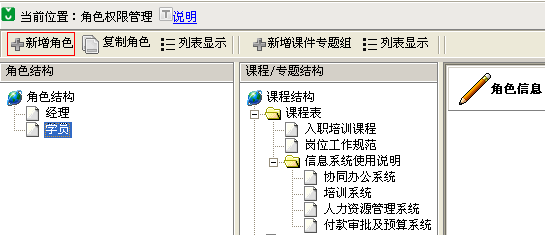 当前位置：角色权限管理 T说明
新增角色 复制角色 列表显示 新增课件专题组 列表显示
角色结构 课程/专题结构
角色结构
经理
学员
课程结构
课程表
入职培训课程
岗位工作规范
信息系统使用说明
协同办公系统
培训系统
人力资源管理系统
付款审批及预算系统
角色信息